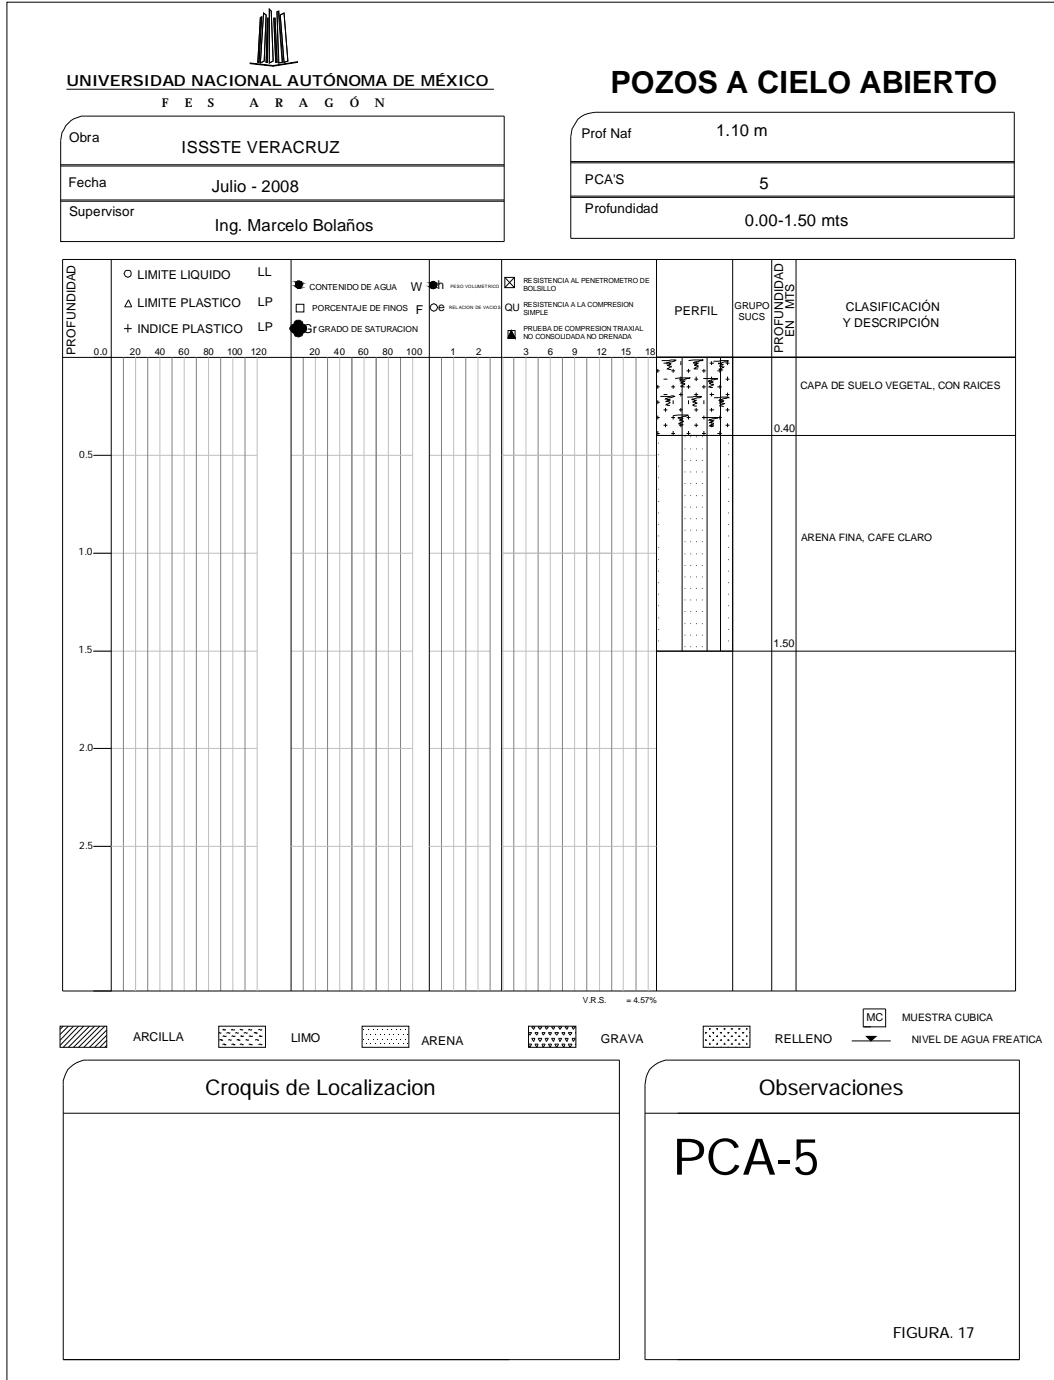 UNIVERSIDAD NACIONAL AUTÓNOMA DE MÉXICO
FES ARAGÓN
POZOS A CIELO ABIERTO
Obra ISSSTE VERACRUZ
Fecha Julio - 2008
Supervisor Ing. Marcelo Bolaños
Prof Naf 1.10 m
PCA'S 5
Profundidad 0.00-1.50 mts
PROFUNDIDAD
LIMITE LIQUIDO LL
LIMITE PLASTICO LP
INDICE PLASTICO LP
CONTENIDO DE AGUA W
PORCENTAJE DE FINOS F
Gr GRADO DE SATURACION
h PESO VOLUMETRICO
e RELACION DE VACIOS
RESISTENCIA AL PENETROMETRO DE
BOLSILLO
QU RESISTENCIA A LA COMPRESION
SIMPLE
PRUEBA DE COMPRESION TRIAXIAL
NO CONSOLIDADA NO DRENADA
PERFIL
GRUPO
SUCS
PROFUNDIDAD
EN MTS
CLASIFICACIÓN
Y DESCRIPCIÓN
0.0 20 40 60 80 100 120 20 40 60 80 100 1 2 3 6 9 12 15 18
CAPA DE SUELO VEGETAL, CON RAICES
0.40
0.5
1.0
ARENA FINA, CAFE CLARO
1.50
1.5
2.0
2.5
V.R.S. = 4.57%
ARCILLA LIMO ARENA GRAVA RELLENO
MC MUESTRA CUBICA
NIVEL DE AGUA FREATICA
Croquis de Localizacion
Observaciones
PCA-5
FIGURA. 17